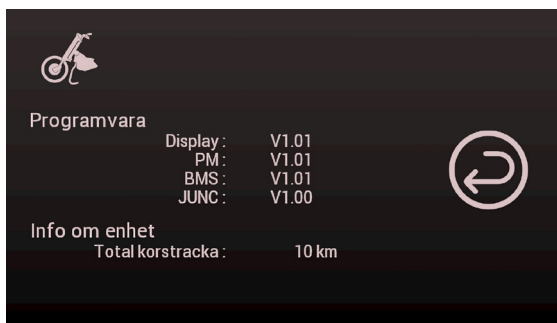 Programvara
Display : V1.01
PM : V1.01
BMS : V1.01
JUNC : V1.00
Info om enhet
Total korstracka : 10 km